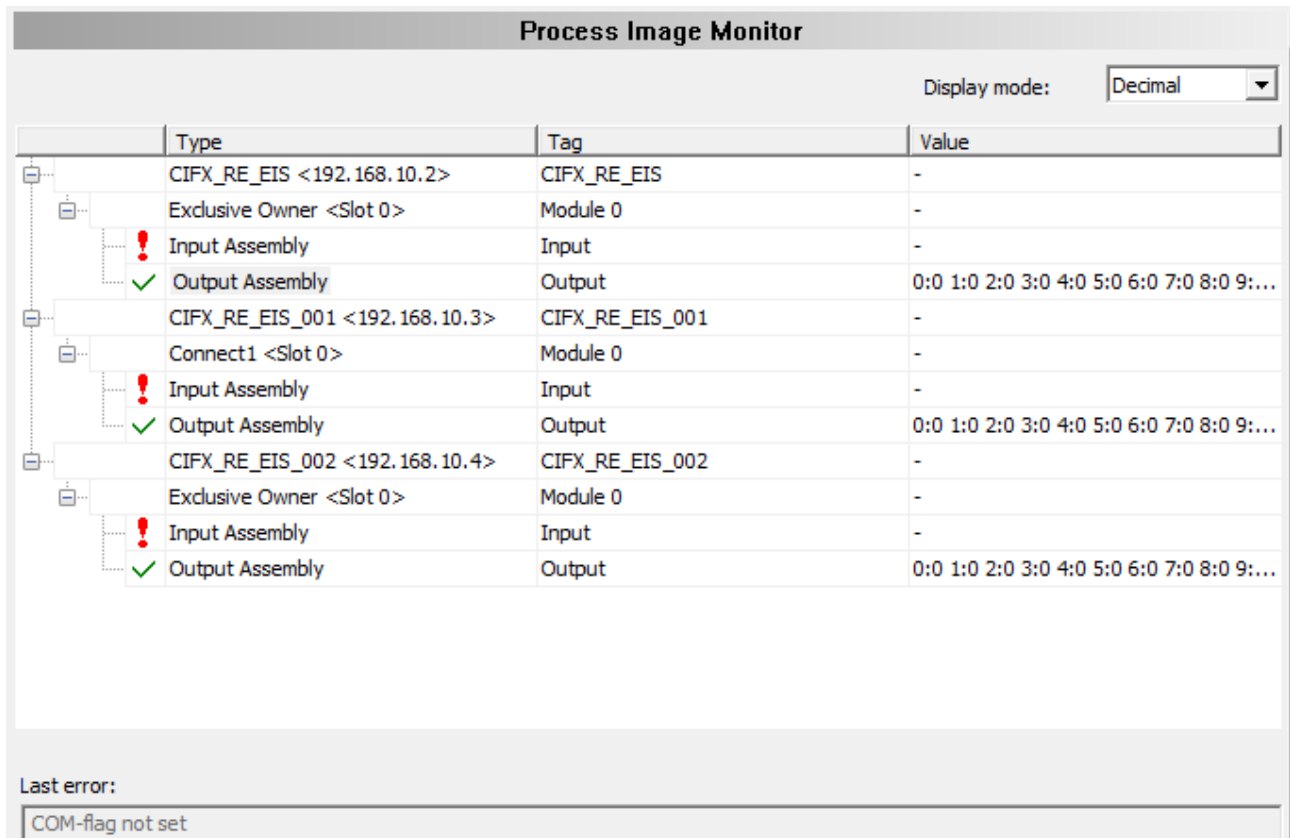 Process Image Monitor
Display mode: Decimal
Type Tag Value
CIFX_RE_EIS <192.168.10.2> CIFX_RE_EIS -
Exclusive Owner <Slot 0> Module 0 -
Input Assembly Input -
Output Assembly Output 0:0 1:0 2:0 3:0 4:0 5:0 6:0 7:0 8:0 9:...
CIFX_RE_EIS_001 <192.168.10.3> CIFX_RE_EIS_001 -
Connect1 <Slot 0> Module 0 -
Input Assembly Input -
Output Assembly Output 0:0 1:0 2:0 3:0 4:0 5:0 6:0 7:0 8:0 9:...
CIFX_RE_EIS_002 <192.168.10.4> CIFX_RE_EIS_002 -
Exclusive Owner <Slot 0> Module 0 -
Input Assembly Input -
Output Assembly Output 0:0 1:0 2:0 3:0 4:0 5:0 6:0 7:0 8:0 9:...
Last error:
COM-flag not set